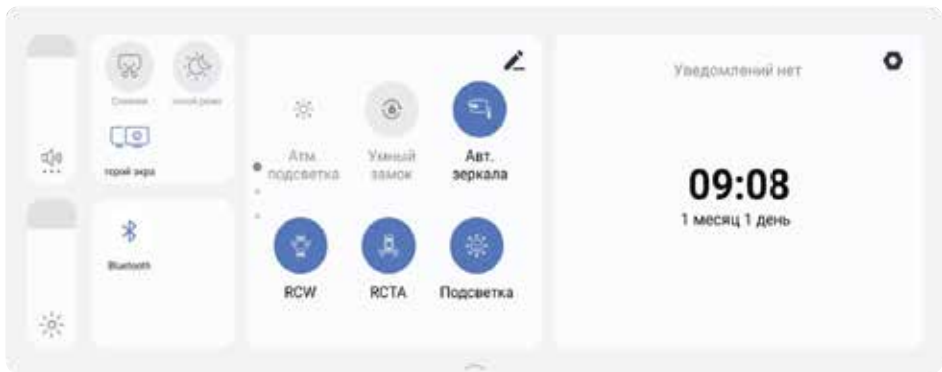 Уведомлений нет
Атм.
подсветка
Умный
замок
Авт.
зеркала
09:08
1 месяц 1 день
Bluetooth
RCW
RCTA
Подсветка